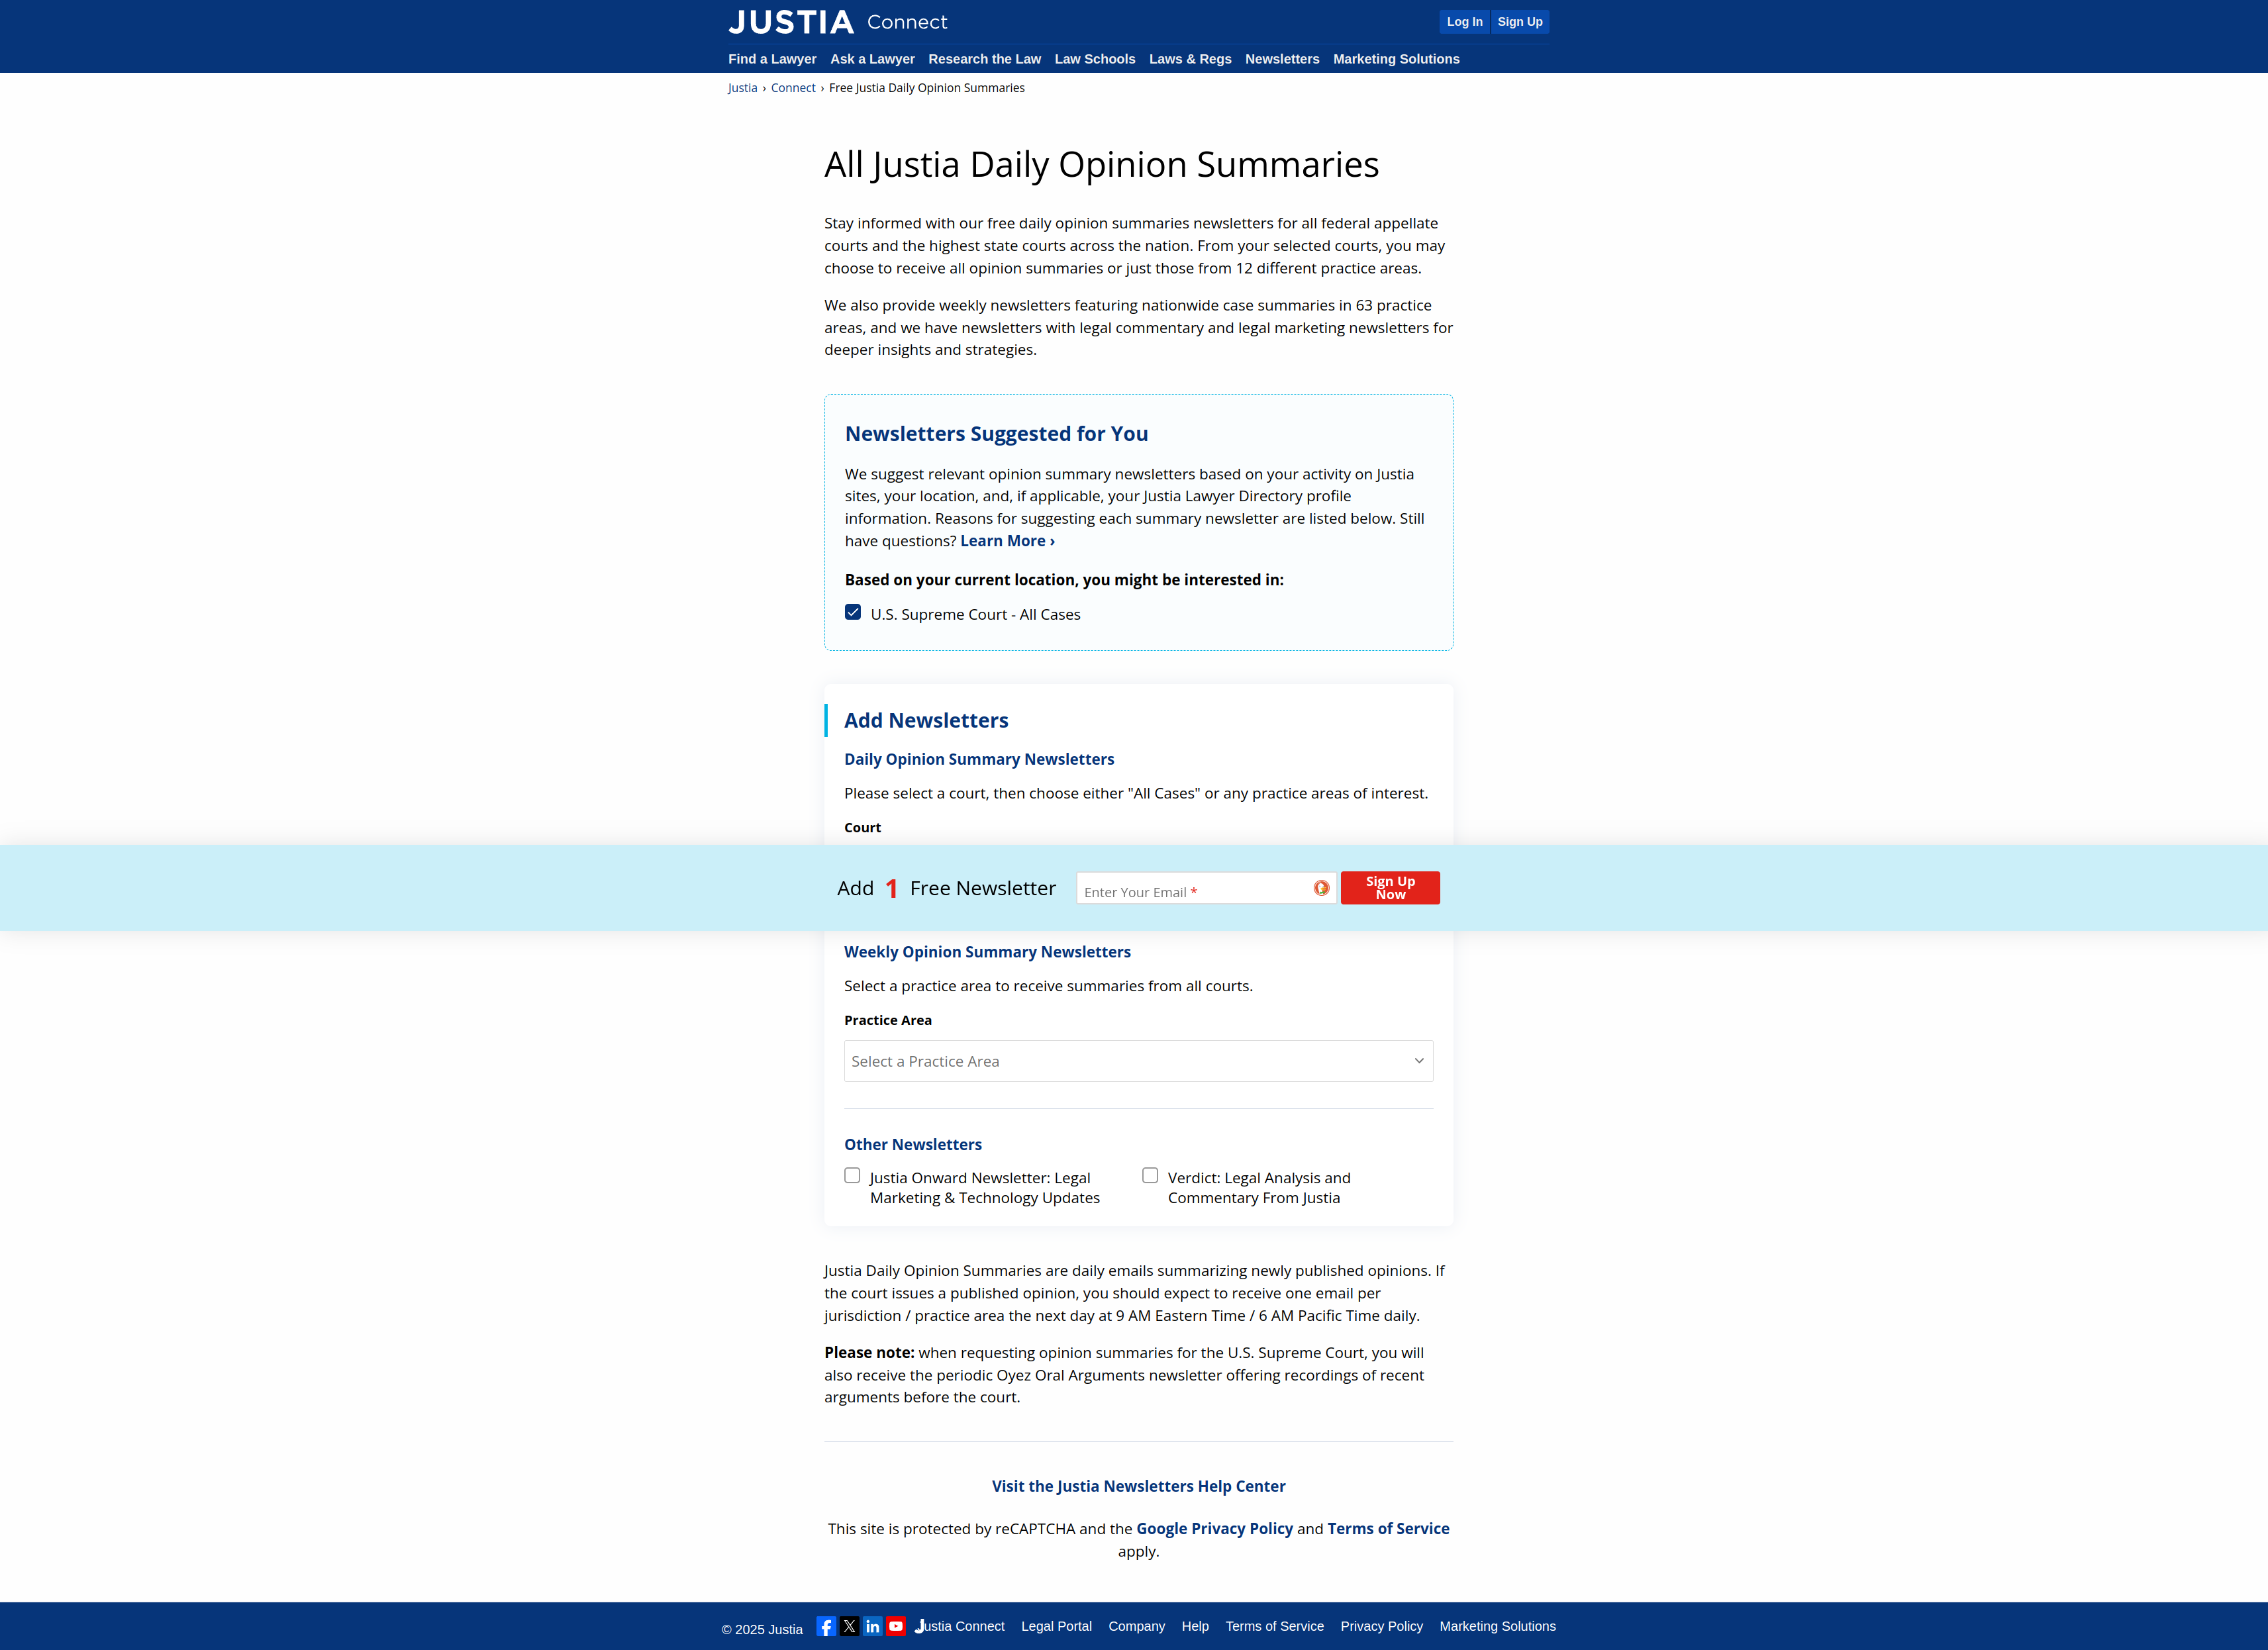 JUSTIA Connect
Log In Sign Up
Find a Lawyer Ask a Lawyer Research the Law Law Schools Laws & Regs Newsletters Marketing Solutions
Justia › Connect › Free Justia Daily Opinion Summaries
All Justia Daily Opinion Summaries
Stay informed with our free daily opinion summaries newsletters for all federal appellate
courts and the highest state courts across the nation. From your selected courts, you may
choose to receive all opinion summaries or just those from 12 different practice areas.
We also provide weekly newsletters featuring nationwide case summaries in 63 practice
areas, and we have newsletters with legal commentary and legal marketing newsletters for
deeper insights and strategies.
Newsletters Suggested for You
We suggest relevant opinion summary newsletters based on your activity on Justia
sites, your location, and, if applicable, your Justia Lawyer Directory profile
information. Reasons for suggesting each summary newsletter are listed below. Still
have questions? Learn More ›
Based on your current location, you might be interested in:
U.S. Supreme Court - All Cases
Add Newsletters
Daily Opinion Summary Newsletters
Please select a court, then choose either "All Cases" or any practice areas of interest.
Court
Add 1 Free Newsletter
Enter Your Email *
Sign Up
Now
Weekly Opinion Summary Newsletters
Select a practice area to receive summaries from all courts.
Practice Area
Select a Practice Area
Other Newsletters
Justia Onward Newsletter: Legal
Marketing & Technology Updates
Verdict: Legal Analysis and
Commentary From Justia
Justia Daily Opinion Summaries are daily emails summarizing newly published opinions. If
the court issues a published opinion, you should expect to receive one email per
jurisdiction / practice area the next day at 9 AM Eastern Time / 6 AM Pacific Time daily.
Please note: when requesting opinion summaries for the U.S. Supreme Court, you will
also receive the periodic Oyez Oral Arguments newsletter offering recordings of recent
arguments before the court.
Visit the Justia Newsletters Help Center
This site is protected by reCAPTCHA and the Google Privacy Policy and Terms of Service
apply.
© 2025 Justia Justia Connect Legal Portal Company Help Terms of Service Privacy Policy Marketing Solutions